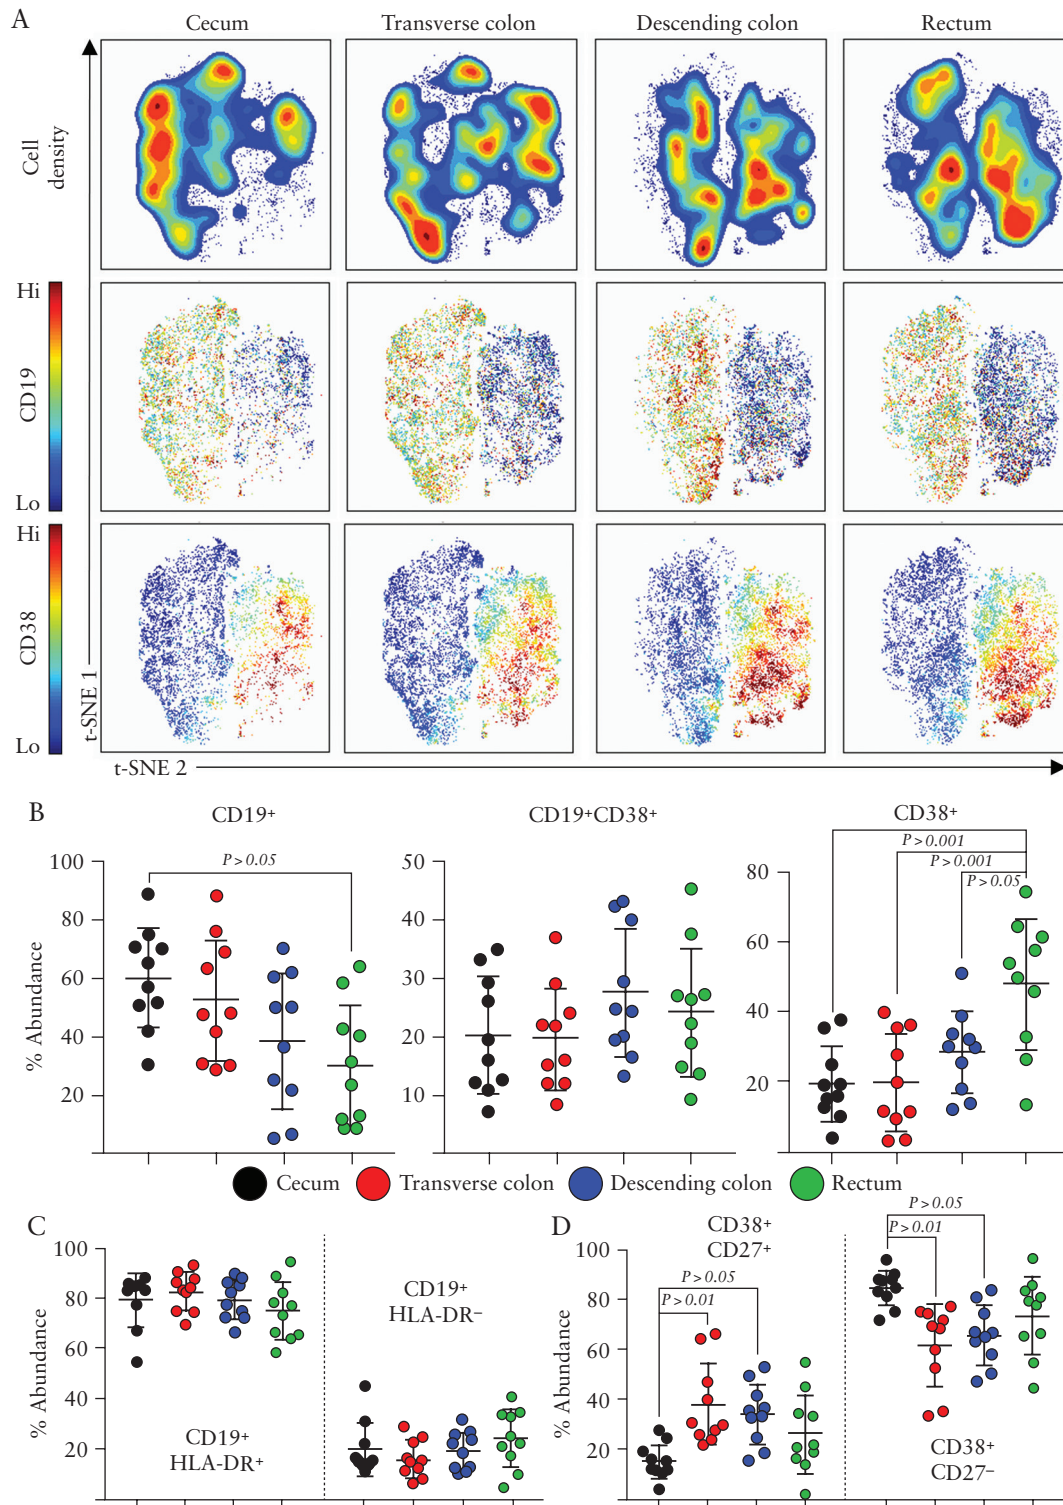 A
Cecum
Transverse colon
Descending colon
Rectum
Cell
density
Hi
CD19
Lo
Hi
CD38
Lo
t-SNE 1
t-SNE 2
B
CD19+
CD19+CD38+
CD38+
P > 0.05
P > 0.001
P > 0.001
P > 0.05
% Abundance
100
80
60
40
20
50
40
30
20
10
80
60
40
20
Cecum
Transverse colon
Descending colon
Rectum
C
% Abundance
100
80
60
40
20
CD19+
HLA-DR+
CD19+
HLA-DR−
D
% Abundance
100
80
60
40
20
CD38+
CD27+
P > 0.05
P > 0.01
P > 0.05
P > 0.01
CD38+
CD27−